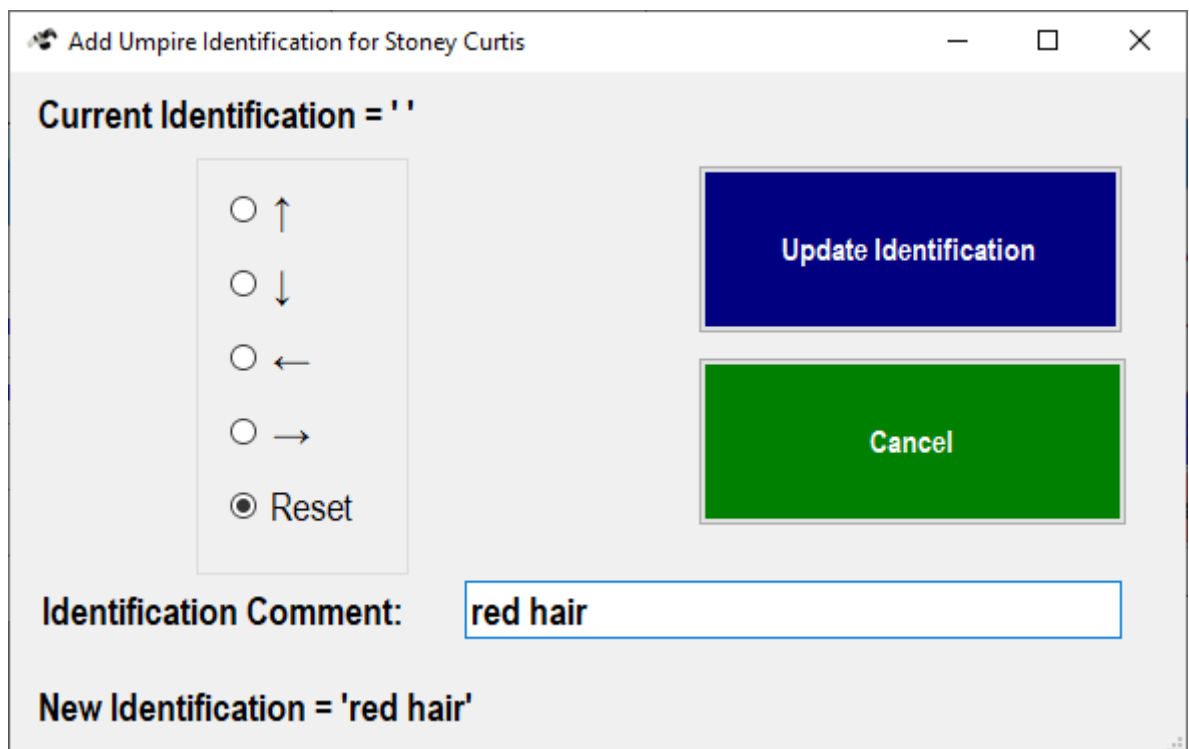 Add Umpire Identification for Stoney Curtis
Current Identification = ' '
↑
↓
←
→
Reset
Update Identification
Cancel
Identification Comment: red hair
New Identification = 'red hair'